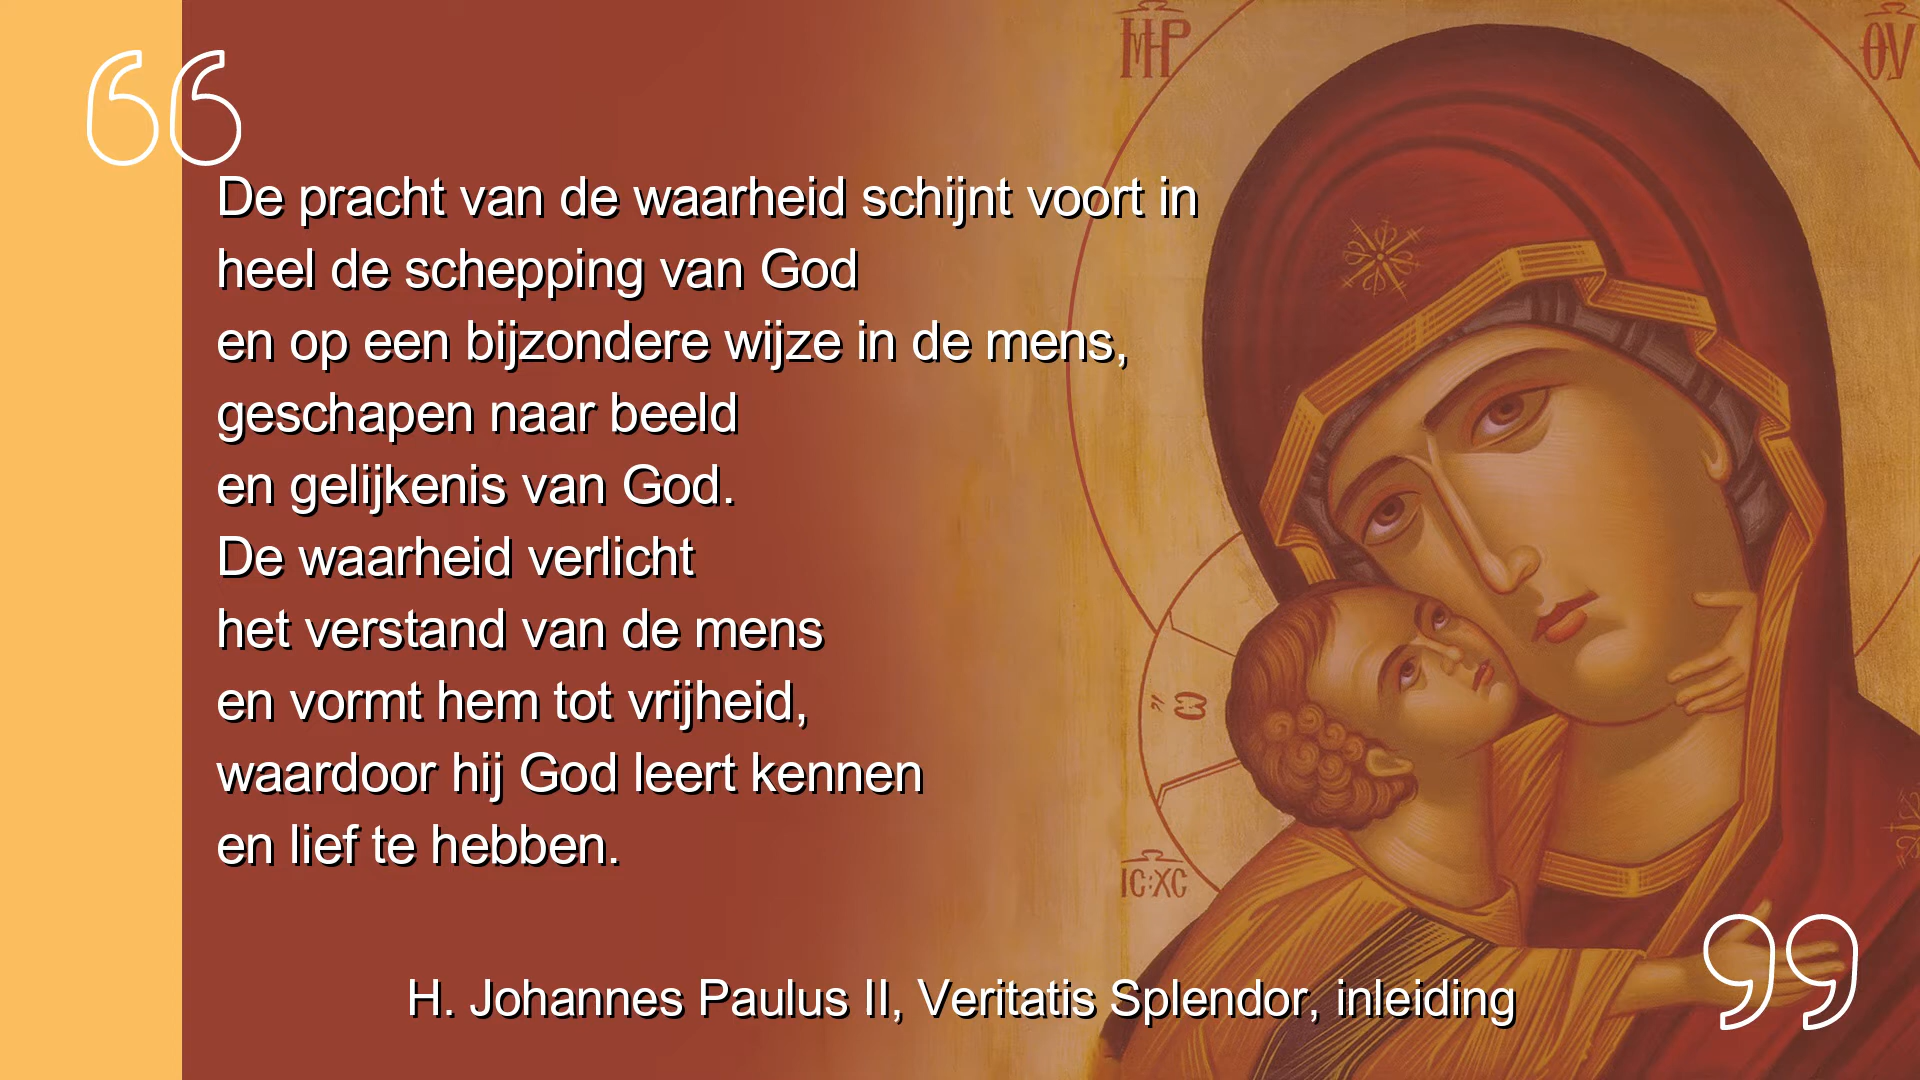 ΜΗΡ ΘΥ
De pracht van de waarheid schijnt voort in
heel de schepping van God
en op een bijzondere wijze in de mens,
geschapen naar beeld
en gelijkenis van God.
De waarheid verlicht
het verstand van de mens
en vormt hem tot vrijheid,
waardoor hij God leert kennen
en lief te hebben.
IC:XC
H. Johannes Paulus II, Veritatis Splendor, inleiding